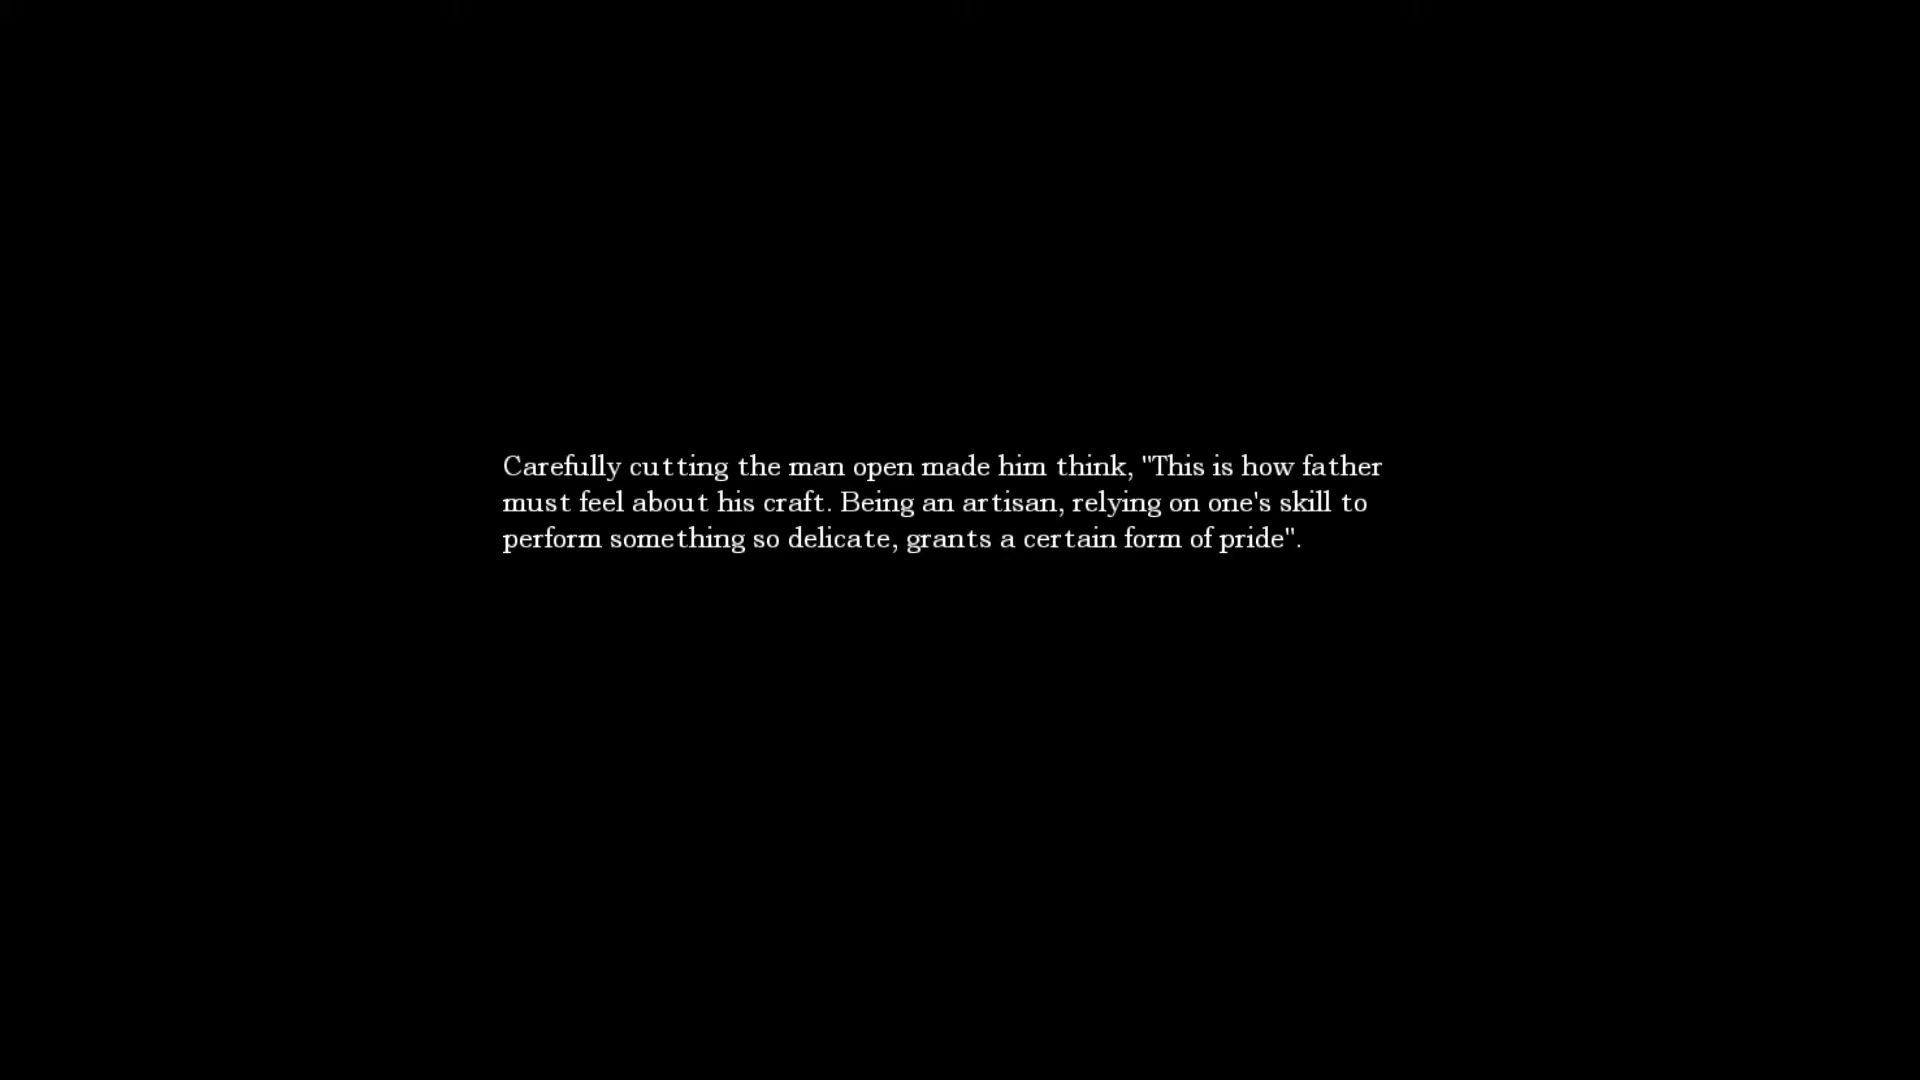 Carefully cutting the man open made him think, "This is how father
must feel about his craft. Being an artisan, relying on one's skill to
perform something so delicate, grants a certain form of pride".